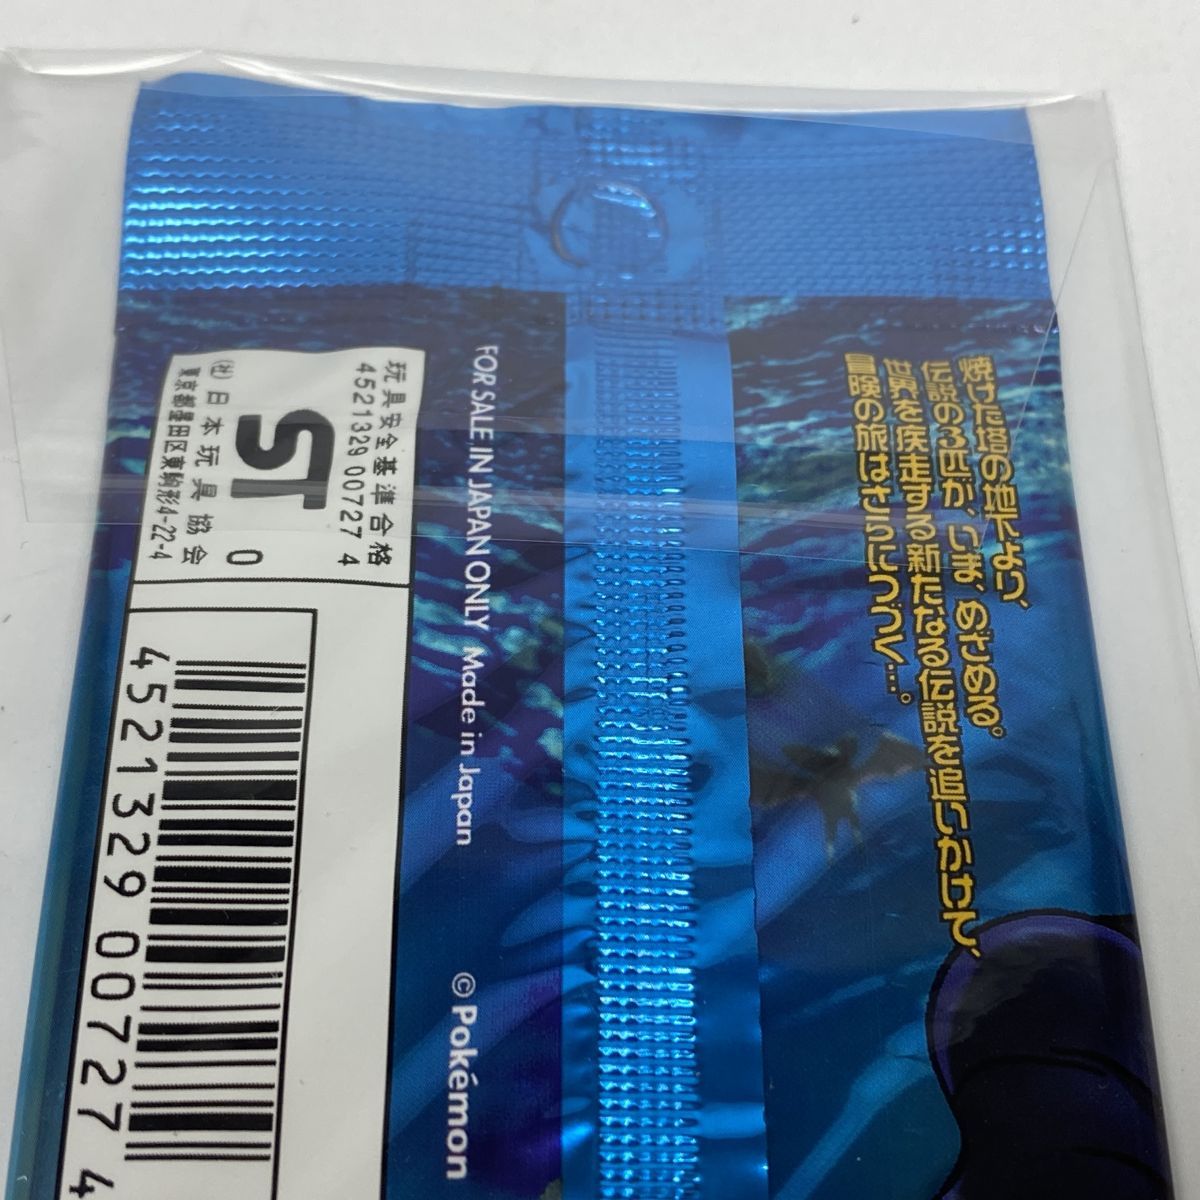 焼けた塔の地下より、
伝説の3匹が、いま、めざめる。
世界を疾走する新たなる伝説を追いかけて、
冒険の旅はさらにつづく…。
FOR SALE IN JAPAN ONLY Made in Japan
© Pokémon
玩具安全基準合格
4521329 00727 4
ST
0 0
(社)日本玩具協会
東京都墨田区東駒形4-22-4
4 521329 00727 4